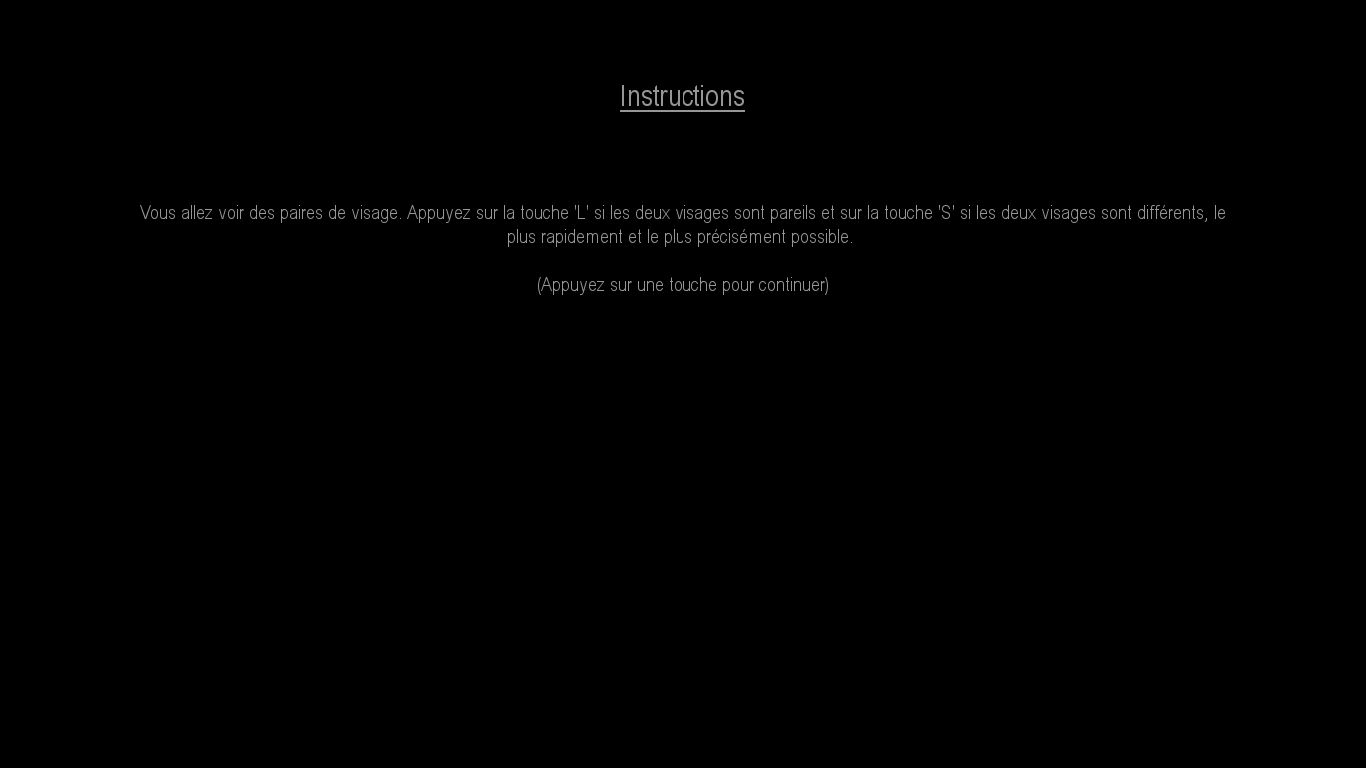 Instructions
Vous allez voir des paires de visage. Appuyez sur la touche 'L' si les deux visages sont pareils et sur la touche 'S' si les deux visages sont différents, le
plus rapidement et le plus précisément possible.
(Appuyez sur une touche pour continuer)